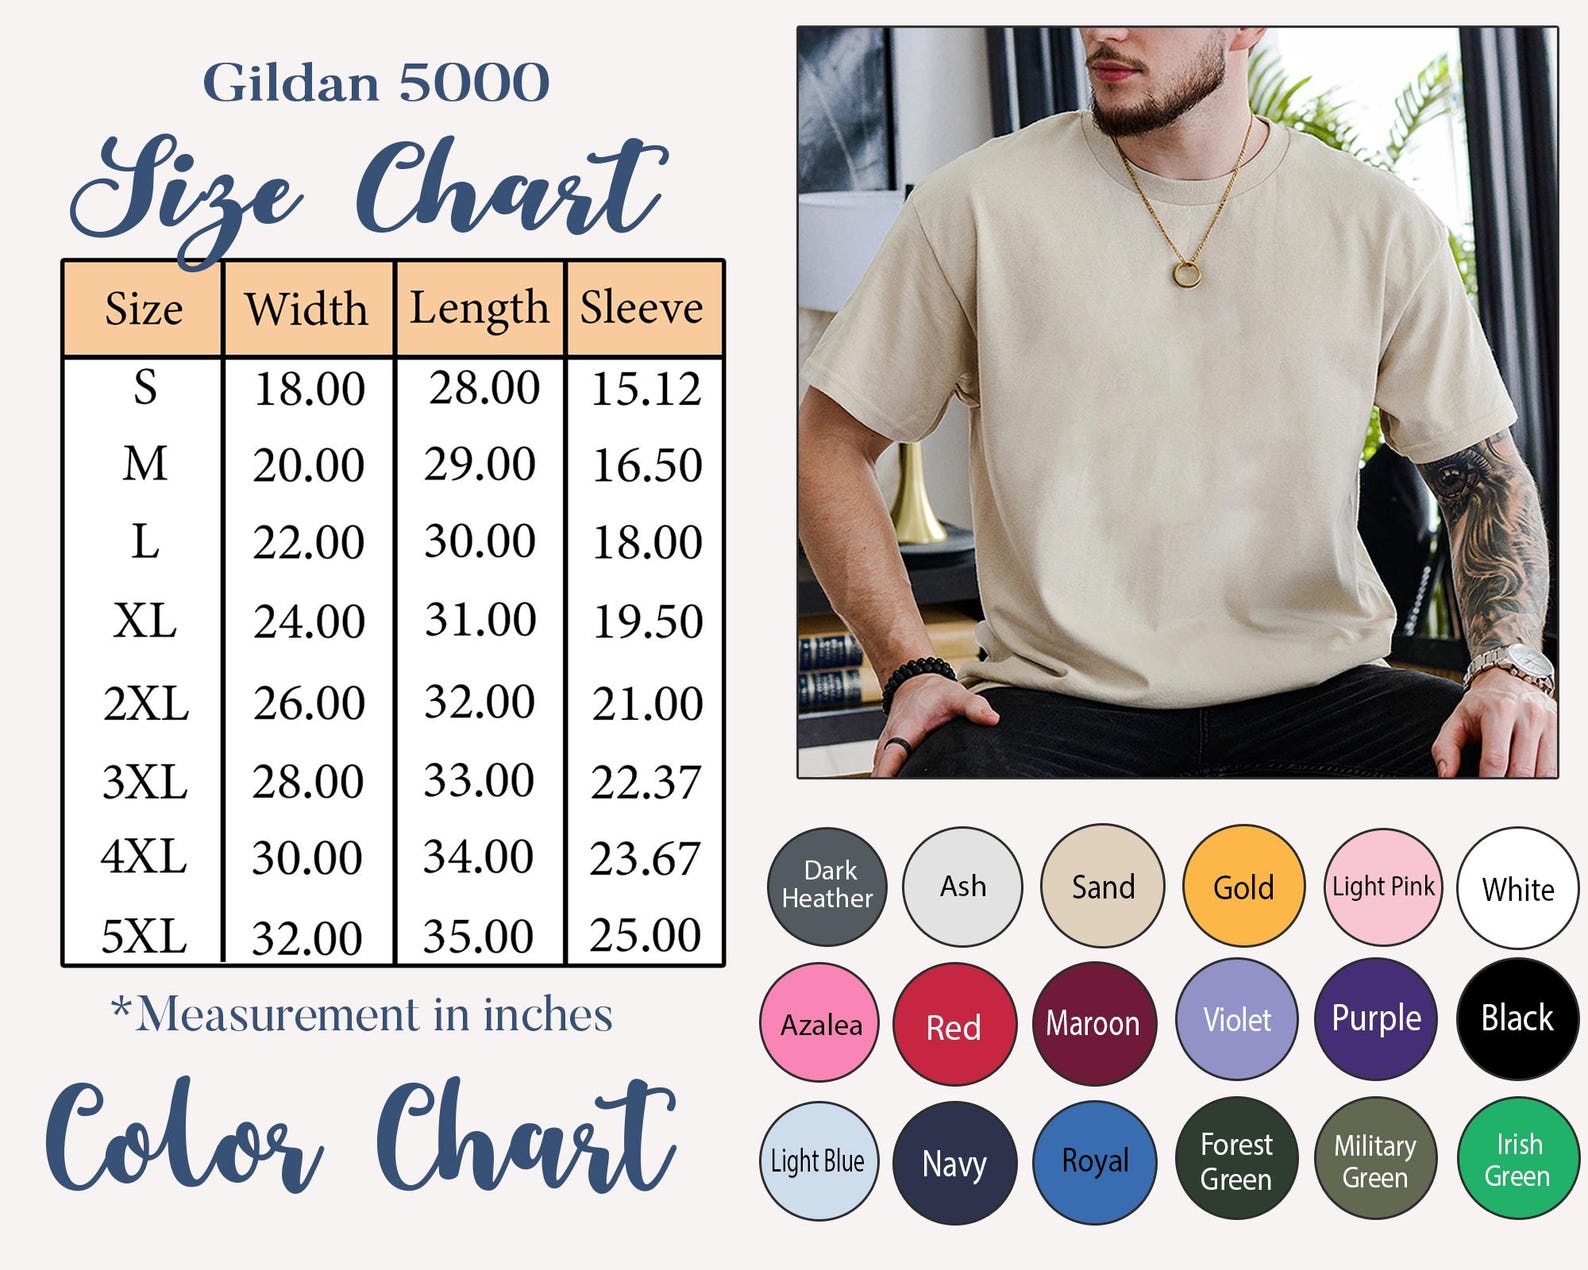 Gildan 5000
Size Chart
Size Width Length Sleeve
S 18.00 28.00 15.12
M 20.00 29.00 16.50
L 22.00 30.00 18.00
XL 24.00 31.00 19.50
2XL 26.00 32.00 21.00
3XL 28.00 33.00 22.37
4XL 30.00 34.00 23.67
5XL 32.00 35.00 25.00
*Measurement in inches
Color Chart
Dark
Heather
Ash
Sand
Gold
Light Pink
White
Azalea
Red
Maroon
Violet
Purple
Black
Light Blue
Navy
Royal
Forest
Green
Military
Green
Irish
Green